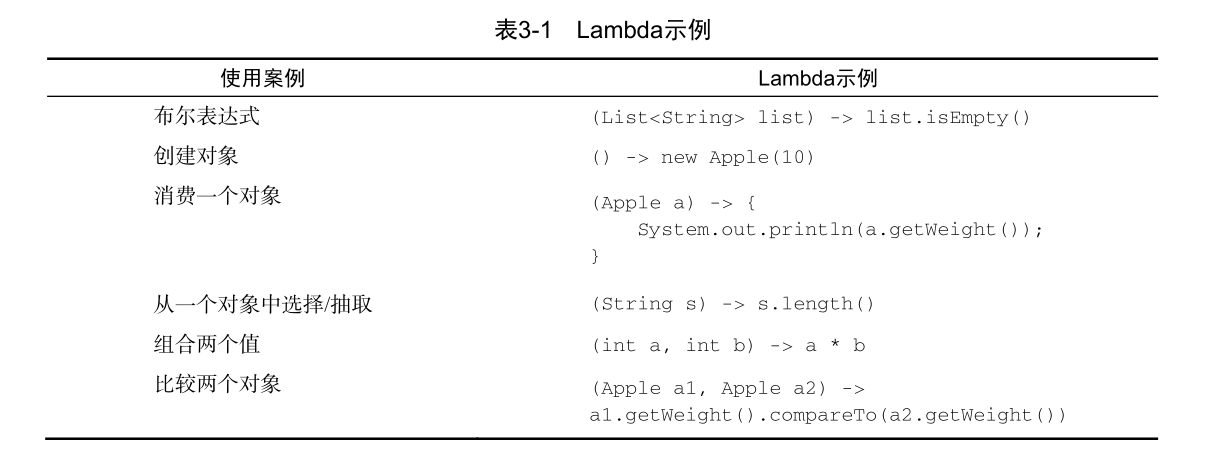 表3-1 Lambda示例
使用案例 Lambda示例
布尔表达式 (List<String> list) -> list.isEmpty()
创建对象 () -> new Apple(10)
消费一个对象 (Apple a) -> {
System.out.println(a.getWeight());
}
从一个对象中选择/抽取 (String s) -> s.length()
组合两个值 (int a, int b) -> a * b
比较两个对象 (Apple a1, Apple a2) ->
a1.getWeight().compareTo(a2.getWeight())